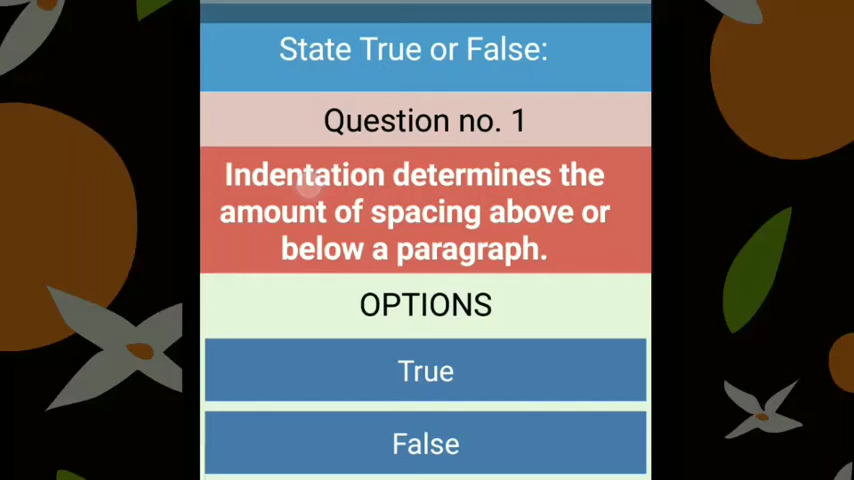 State True or False:
Question no. 1
Indentation determines the
amount of spacing above or
below a paragraph.
OPTIONS
True
False